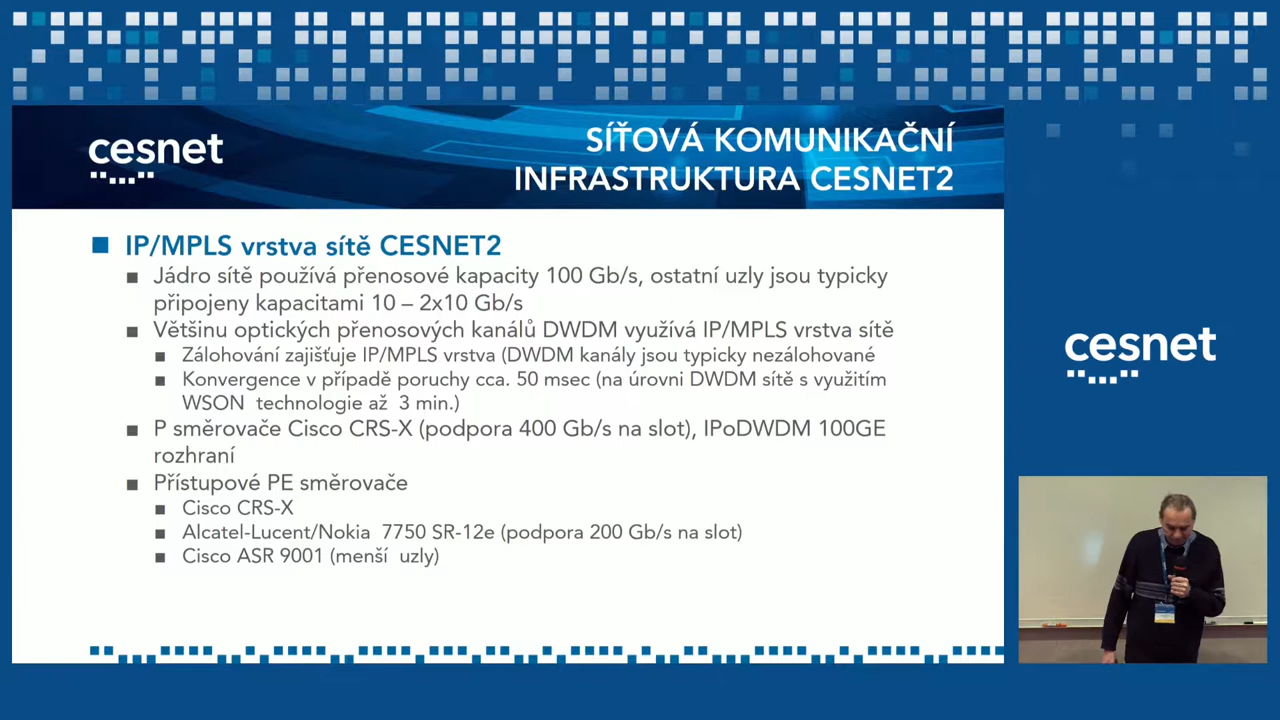 cesnet
SÍŤOVÁ KOMUNIKAČNÍ
INFRASTRUKTURA CESNET2
IP/MPLS vrstva sítě CESNET2
Jádro sítě používá přenosové kapacity 100 Gb/s, ostatní uzly jsou typicky
připojeny kapacitami 10 – 2x10 Gb/s
Většinu optických přenosových kanálů DWDM využívá IP/MPLS vrstva sítě
Zálohování zajišťuje IP/MPLS vrstva (DWDM kanály jsou typicky nezálohované
Konvergence v případě poruchy cca. 50 msec (na úrovni DWDM sítě s využitím
WSON technologie až 3 min.)
P směrovače Cisco CRS-X (podpora 400 Gb/s na slot), IPoDWDM 100GE
rozhraní
Přístupové PE směrovače
Cisco CRS-X
Alcatel-Lucent/Nokia 7750 SR-12e (podpora 200 Gb/s na slot)
Cisco ASR 9001 (menší uzly)
cesnet